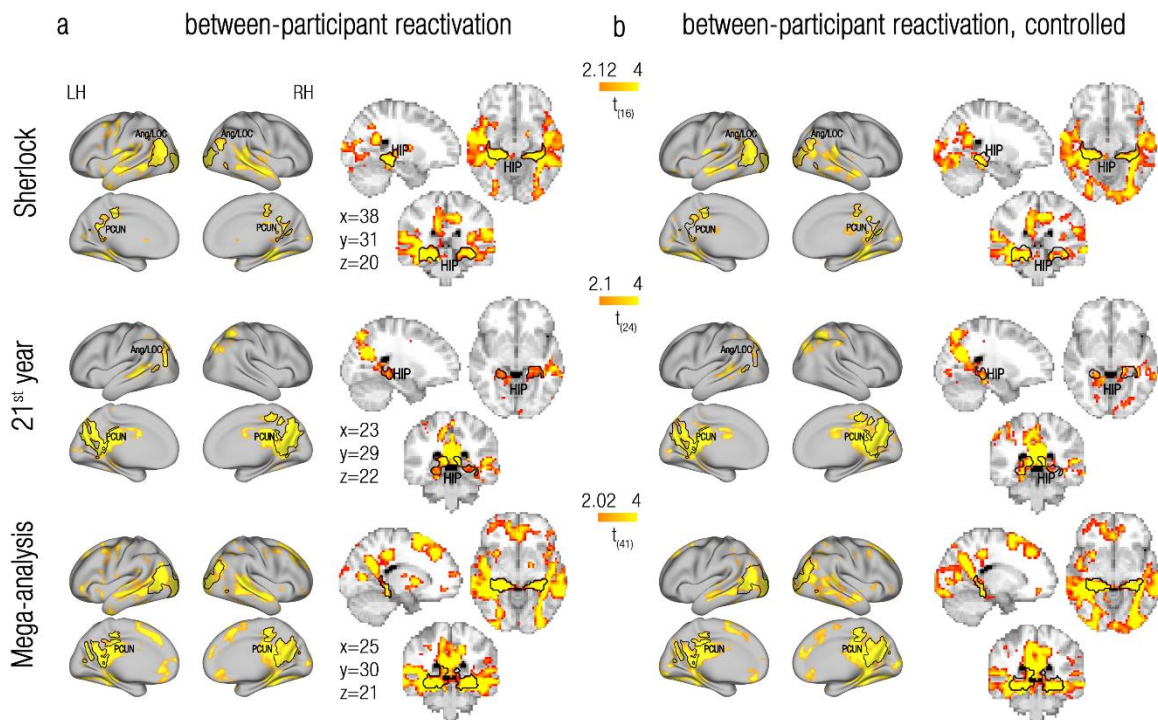 a between-participant reactivation b between-participant reactivation, controlled
2.12 4
t(16)
LH RH
Sherlock
Ang/LOC Ang/LOC HIP
HIP
PCUN PCUN
x=38
y=31
z=20
HIP
Ang/LOC Ang/LOC HIP
HIP
PCUN PCUN
HIP
2.1 4
t(24)
21st year
Ang/LOC HIP
PCUN PCUN
x=23
y=29
z=22
HIP
Ang/LOC HIP
PCUN PCUN
HIP
2.02 4
t(41)
Mega-analysis
PCUN PCUN
x=25
y=30
z=21
PCUN PCUN